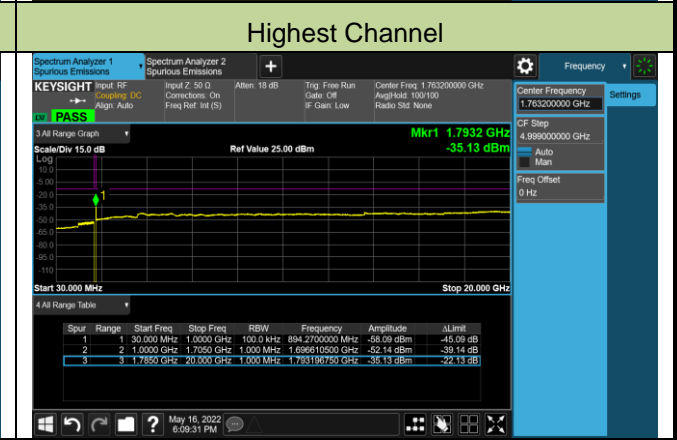 Highest Channel
Spectrum Analyzer 1
Spurious Emissions
Spectrum Analyzer 2
Spurious Emissions
+
Frequency
KEYSIGHT
Input: RF
Coupling: DC
Align: Auto
Input Z: 50 Ω
Corrections: On
Freq Ref: Int (S)
Atten: 18 dB
Trig: Free Run
Gate: Off
IF Gain: Low
Center Freq: 1.763200000 GHz
Avg|Hold: 100/100
Radio Std: None
PASS
Center Frequency
1.763200000 GHz
Settings
CF Step
4.999000000 GHz
Auto
Man
Freq Offset
0 Hz
3 All Range Graph
Mkr1 1.7932 GHz
Scale/Div 15.0 dB
Ref Value 25.00 dBm
-35.13 dBm
Log
10.0
-5.00
-20.0
-35.0
-50.0
-65.0
-80.0
-95.0
-110
1
Start 30.000 MHz
Stop 20.000 GHz
4 All Range Table
Spur Range Start Freq Stop Freq RBW Frequency Amplitude ΔLimit
1 1 30.000 MHz 1.0000 GHz 100.0 kHz 894.2700000 MHz -58.09 dBm -45.09 dB
2 2 1.0000 GHz 1.7050 GHz 1.000 MHz 1.696610500 GHz -52.14 dBm -39.14 dB
3 3 1.7850 GHz 20.000 GHz 1.000 MHz 1.793196750 GHz -35.13 dBm -22.13 dB
?
May 16, 2022
6:09:31 PM